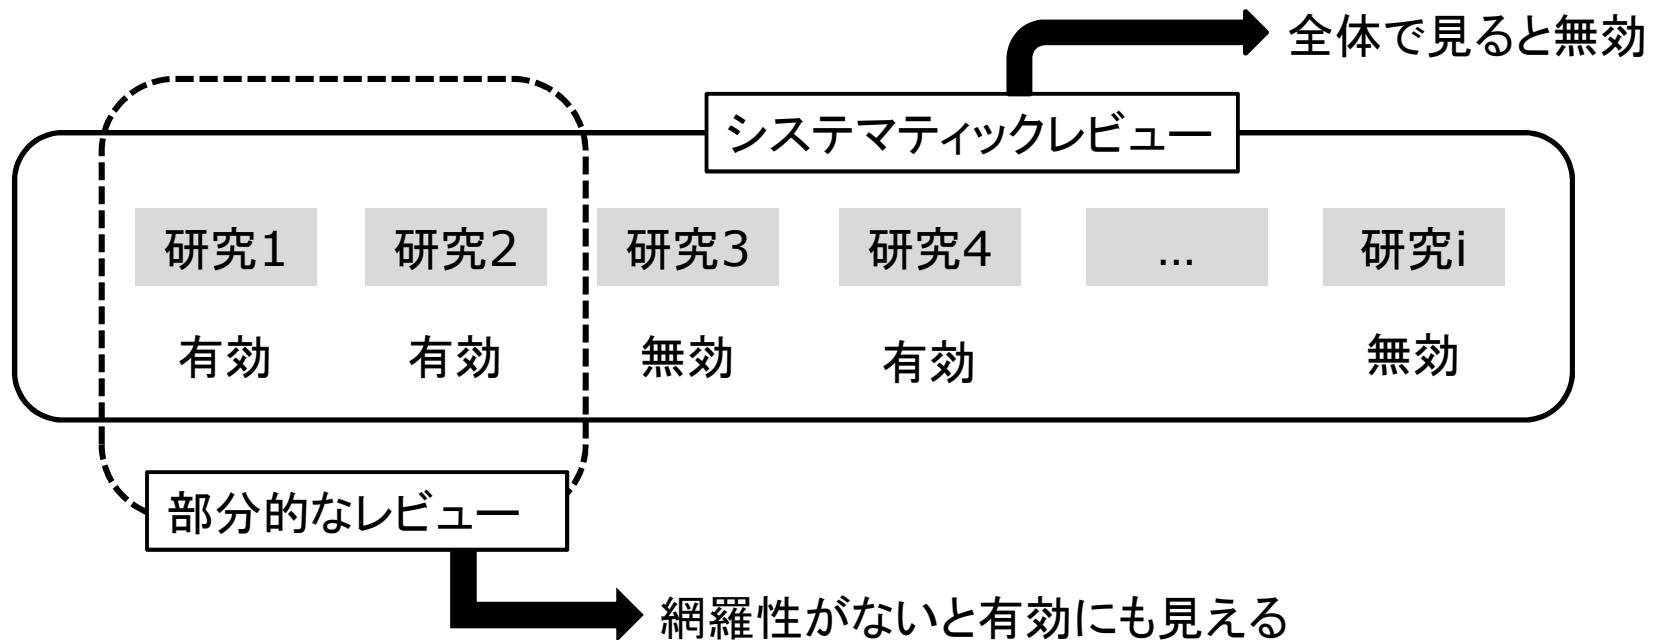 全体で見ると無効
システマティックレビュー
研究1 研究2 研究3 研究4 … 研究i
有効 有効 無効 有効 無効
部分的なレビュー
網羅性がないと有効にも見える